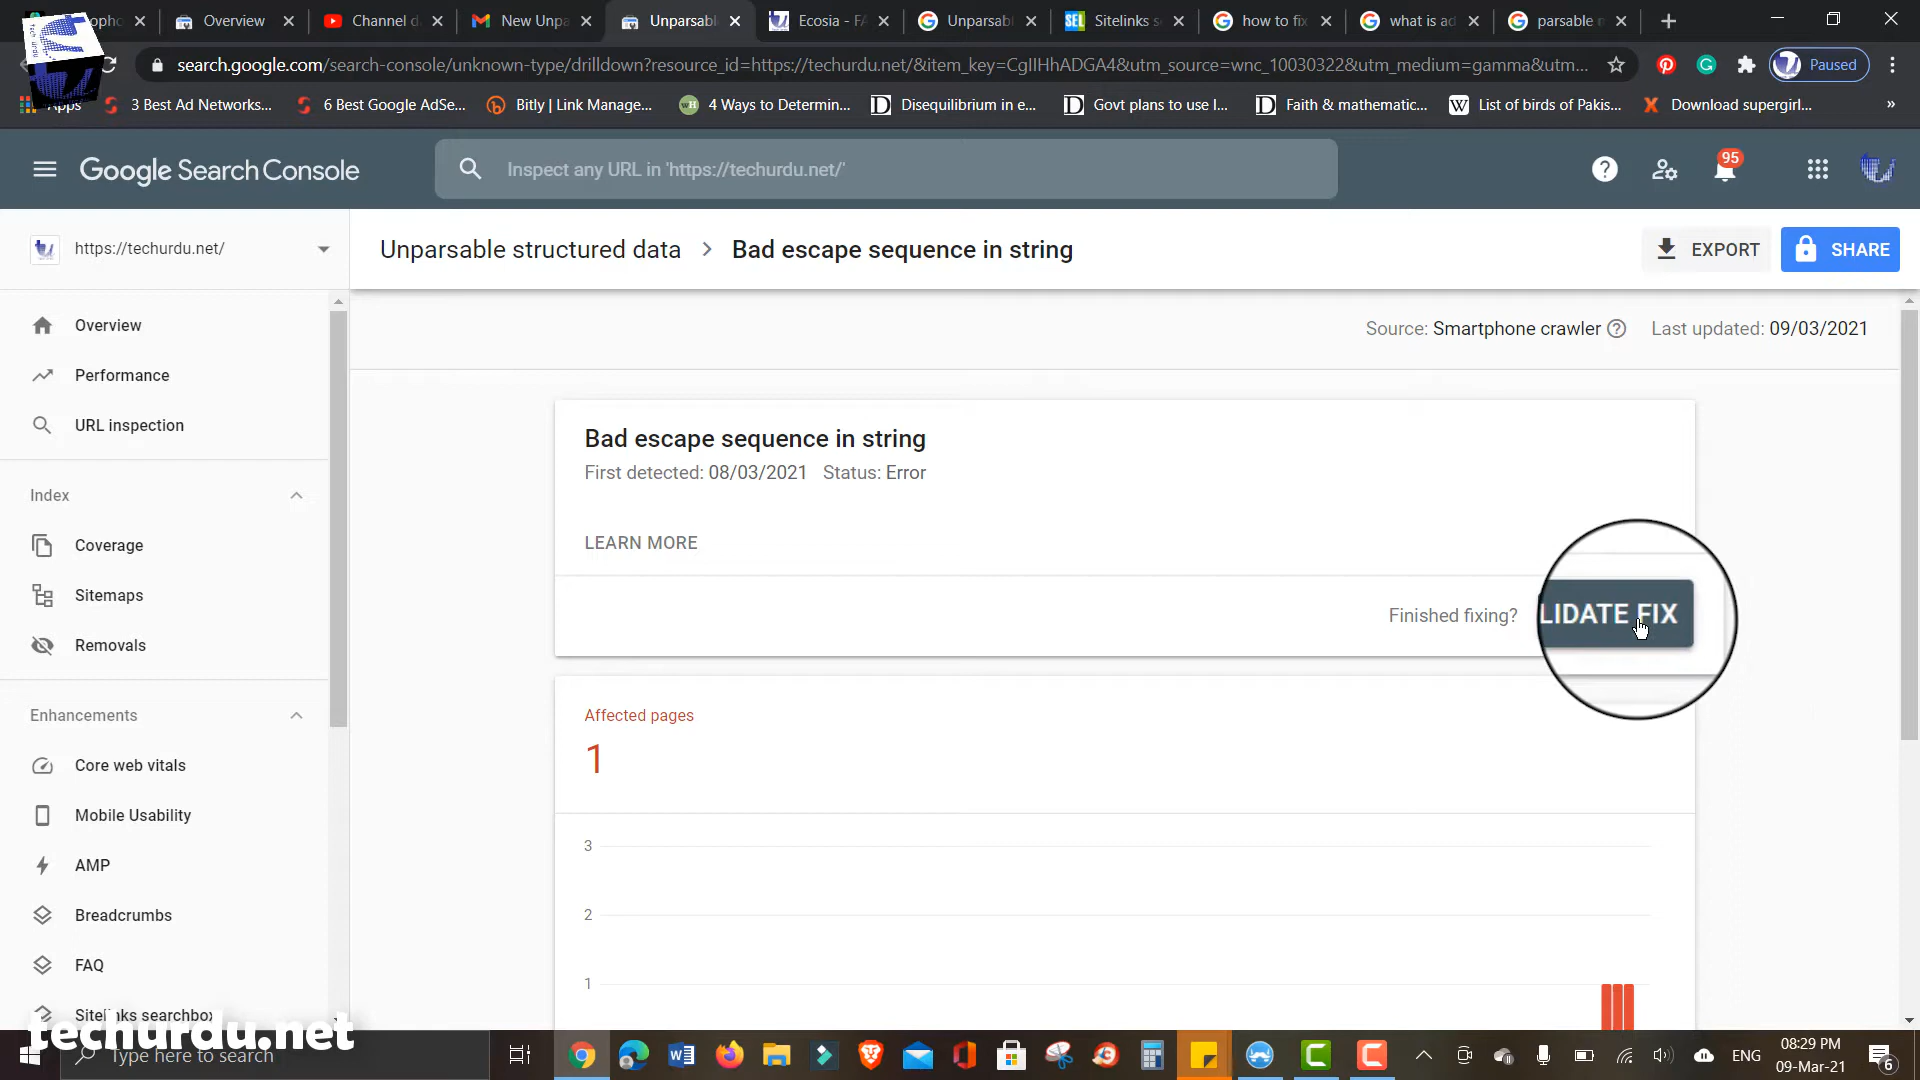 opho
Overview
Channel d
New Unpa
Unparsabl
Ecosia - FA
Unparsabl
Sitelinks s
how to fix
what is ad
parsable m
search.google.com/search-console/unknown-type/drilldown?resource_id=https://techurdu.net/&item_key=CgIIHhADGA4&utm_source=wnc_10030322&utm_medium=gamma&utm...
Paused
Apps
3 Best Ad Networks...
6 Best Google AdSe...
Bitly | Link Manage...
4 Ways to Determin...
Disequilibrium in e...
Govt plans to use I...
Faith & mathematic...
List of birds of Pakis...
Download supergirl...
»
Google Search Console
Inspect any URL in 'https://techurdu.net/'
95
https://techurdu.net/
Unparsable structured data > Bad escape sequence in string
EXPORT
SHARE
Source: Smartphone crawler
Last updated: 09/03/2021
Overview
Performance
URL inspection
Index
Coverage
Sitemaps
Removals
Enhancements
Core web vitals
Mobile Usability
AMP
Breadcrumbs
FAQ
Sitelinks searchbox
Bad escape sequence in string
First detected: 08/03/2021 Status: Error
LEARN MORE
Finished fixing?
LIDATE FIX
Affected pages
1
3
2
1
techurdu.net
Type here to search
ENG
08:29 PM
09-Mar-21
6